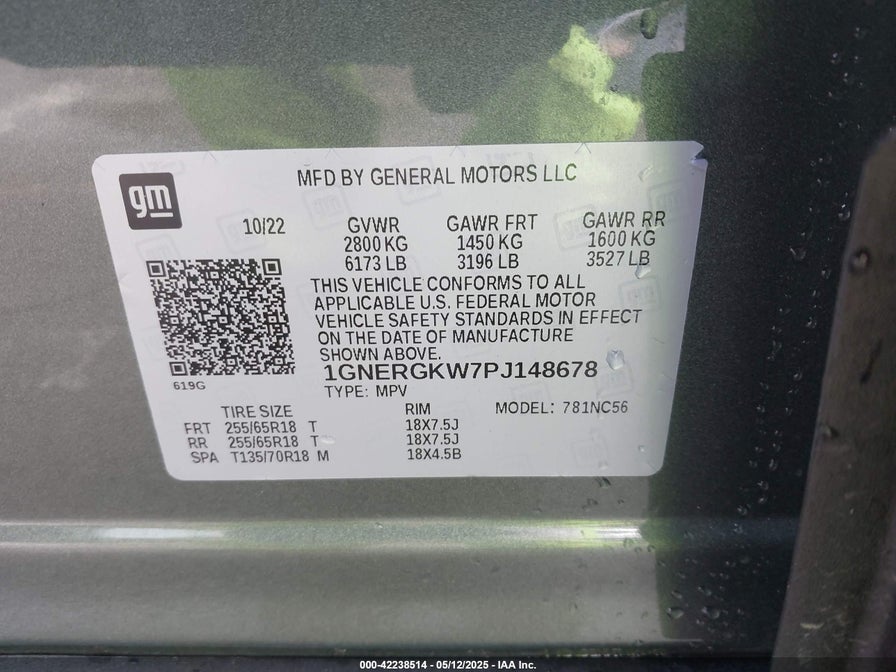 gm
MFD BY GENERAL MOTORS LLC
10/22 GVWR GAWR FRT GAWR RR
2800 KG 1450 KG 1600 KG
6173 LB 3196 LB 3527 LB
THIS VEHICLE CONFORMS TO ALL
APPLICABLE U.S. FEDERAL MOTOR
VEHICLE SAFETY STANDARDS IN EFFECT
ON THE DATE OF MANUFACTURE
SHOWN ABOVE.
619G
1GNERGKW7PJ148678
TYPE: MPV
TIRE SIZE RIM MODEL: 781NC56
FRT 255/65R18 T 18X7.5J
RR 255/65R18 T 18X7.5J
SPA T135/70R18 M 18X4.5B
000-42238514 - 05/12/2025 - IAA Inc.